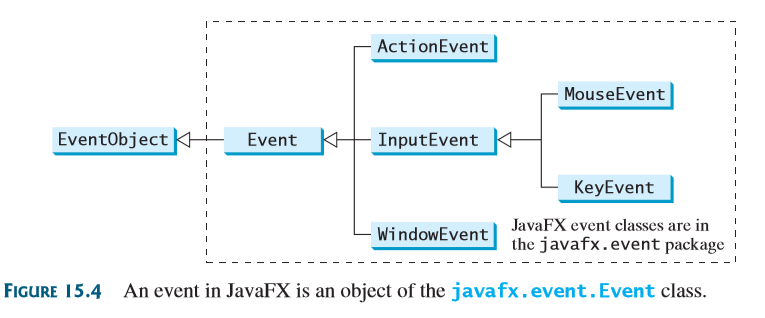 ActionEvent
MouseEvent
EventObject
Event
InputEvent
KeyEvent
WindowEvent
JavaFX event classes are in
the javafx.event package
FIGURE 15.4 An event in JavaFX is an object of the javafx.event.Event class.